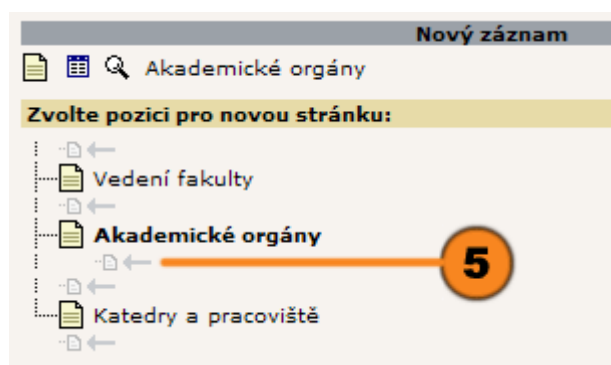 Nový záznam
Akademické orgány
Zvolte pozici pro novou stránku:
Vedení fakulty
Akademické orgány
5
Katedry a pracoviště